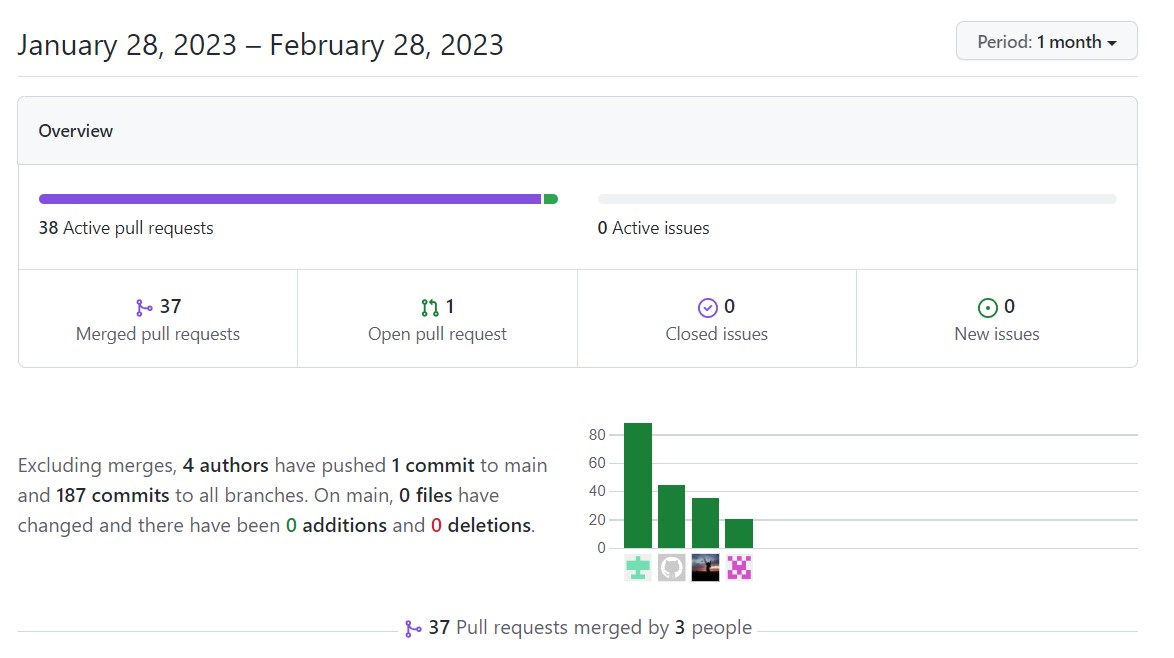 January 28, 2023 – February 28, 2023
Period: 1 month
Overview
38 Active pull requests
0 Active issues
37
Merged pull requests
1
Open pull request
0
Closed issues
0
New issues
Excluding merges, 4 authors have pushed 1 commit to main
and 187 commits to all branches. On main, 0 files have
changed and there have been 0 additions and 0 deletions.
80
60
40
20
0
37 Pull requests merged by 3 people